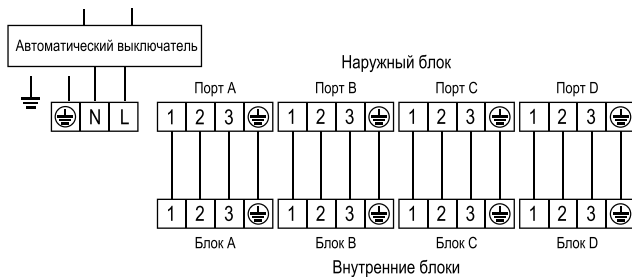 Автоматический выключатель
Наружный блок
Порт A Порт B Порт C Порт D
N L 1 2 3 1 2 3 1 2 3 1 2 3
1 2 3 1 2 3 1 2 3 1 2 3
Блок A Блок B Блок C Блок D
Внутренние блоки